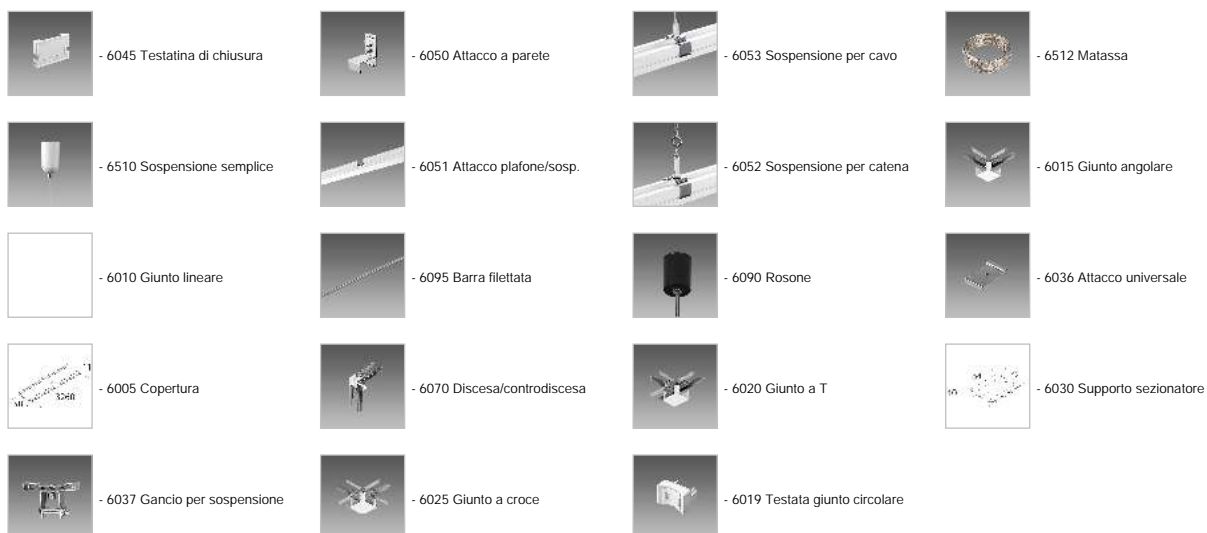 - 6045 Testatina di chiusura
- 6050 Attacco a parete
- 6053 Sospensione per cavo
- 6512 Matassa
- 6510 Sospensione semplice
- 6051 Attacco plafone/sosp.
- 6052 Sospensione per catena
- 6015 Giunto angolare
- 6010 Giunto lineare
- 6095 Barra filettata
- 6090 Rosone
- 6036 Attacco universale
- 6005 Copertura
- 6070 Discesa/controdiscesa
- 6020 Giunto a T
- 6030 Supporto sezionatore
- 6037 Gancio per sospensione
- 6025 Giunto a croce
- 6019 Testata giunto circolare